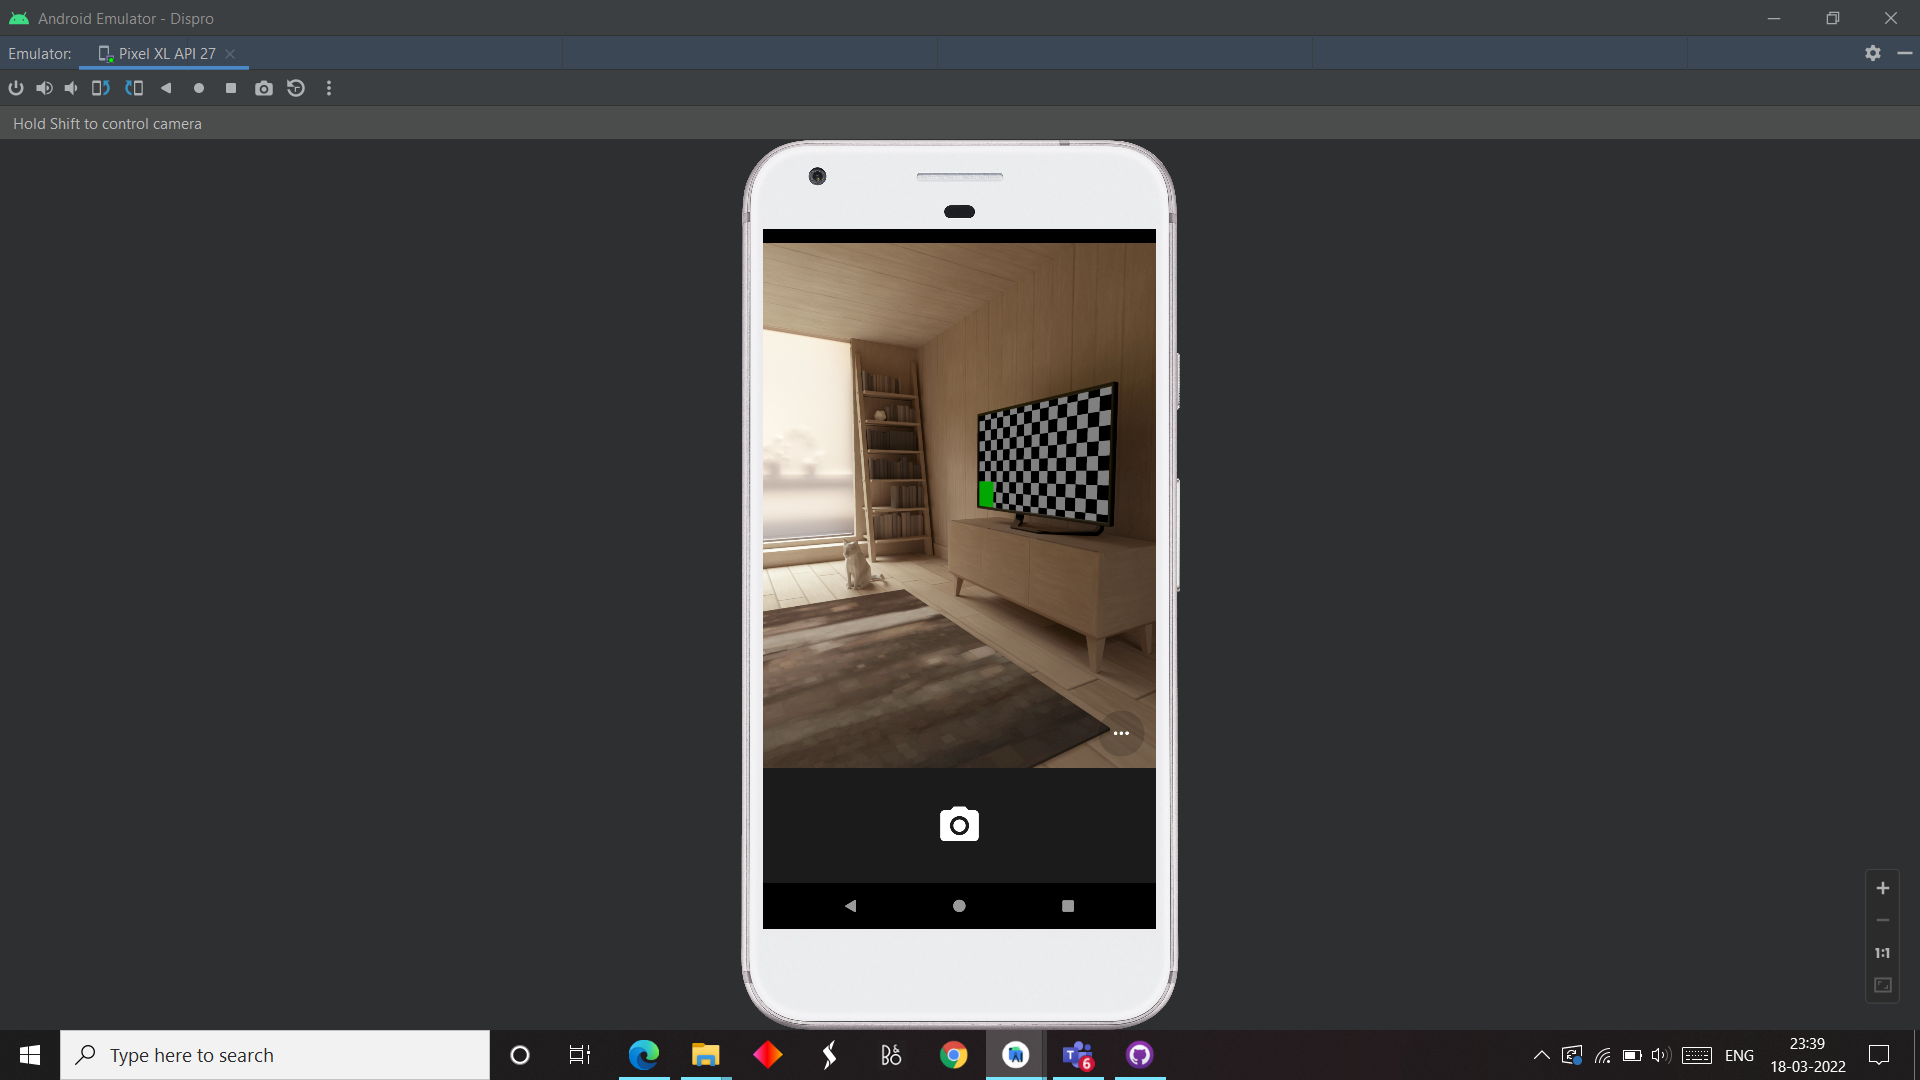 Android Emulator - Dispro
Emulator: Pixel XL API 27
Hold Shift to control camera
1:1
Type here to search
6
ENG
23:39
18-03-2022